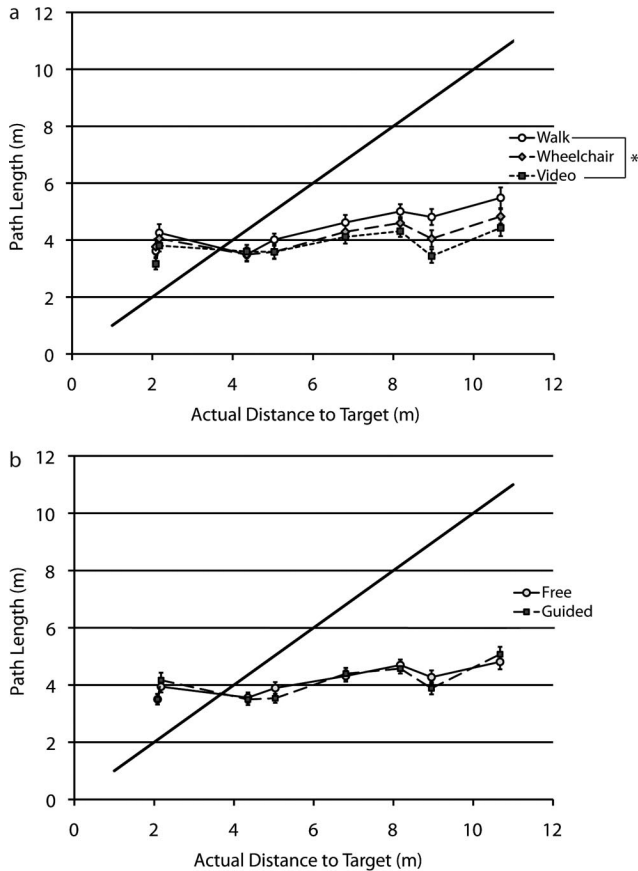 a
12
10
8
6
4
2
0
Path Length (m)
Walk
Wheelchair
Video
*
0 2 4 6 8 10 12
Actual Distance to Target (m)
b
12
10
8
6
4
2
0
Path Length (m)
Free
Guided
0 2 4 6 8 10 12
Actual Distance to Target (m)